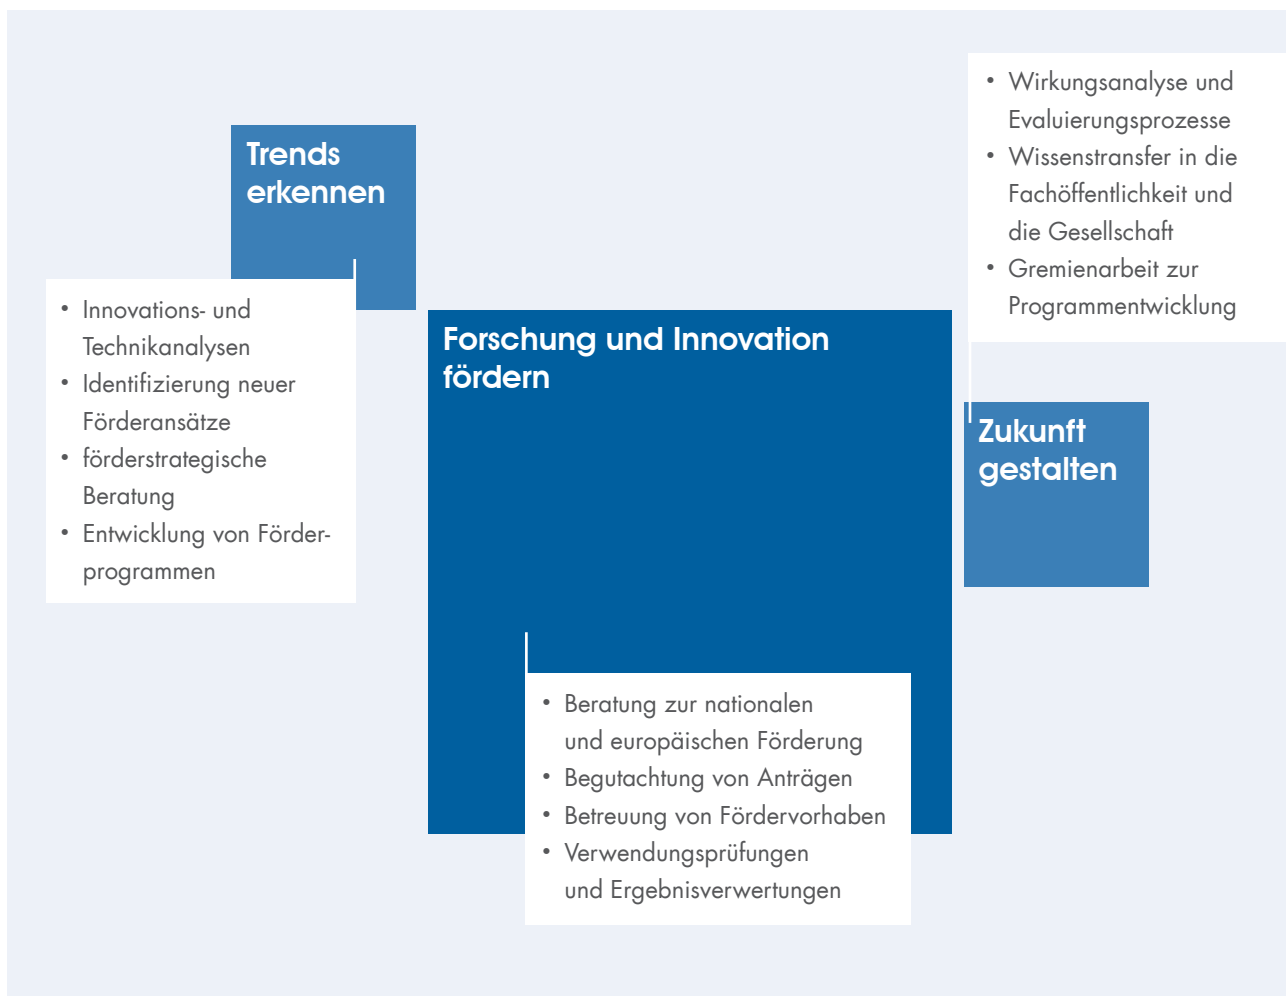 Trends
erkennen
• Innovations- und
Technikanalysen
• Identifizierung neuer
Förderansätze
• förderstrategische
Beratung
• Entwicklung von Förder-
programmen
Forschung und Innovation
fördern
• Beratung zur nationalen
und europäischen Förderung
• Begutachtung von Anträgen
• Betreuung von Fördervorhaben
• Verwendungsprüfungen
und Ergebnisverwertungen
• Wirkungsanalyse und
Evaluierungsprozesse
• Wissenstransfer in die
Fachöffentlichkeit und
die Gesellschaft
• Gremienarbeit zur
Programmentwicklung
Zukunft
gestalten